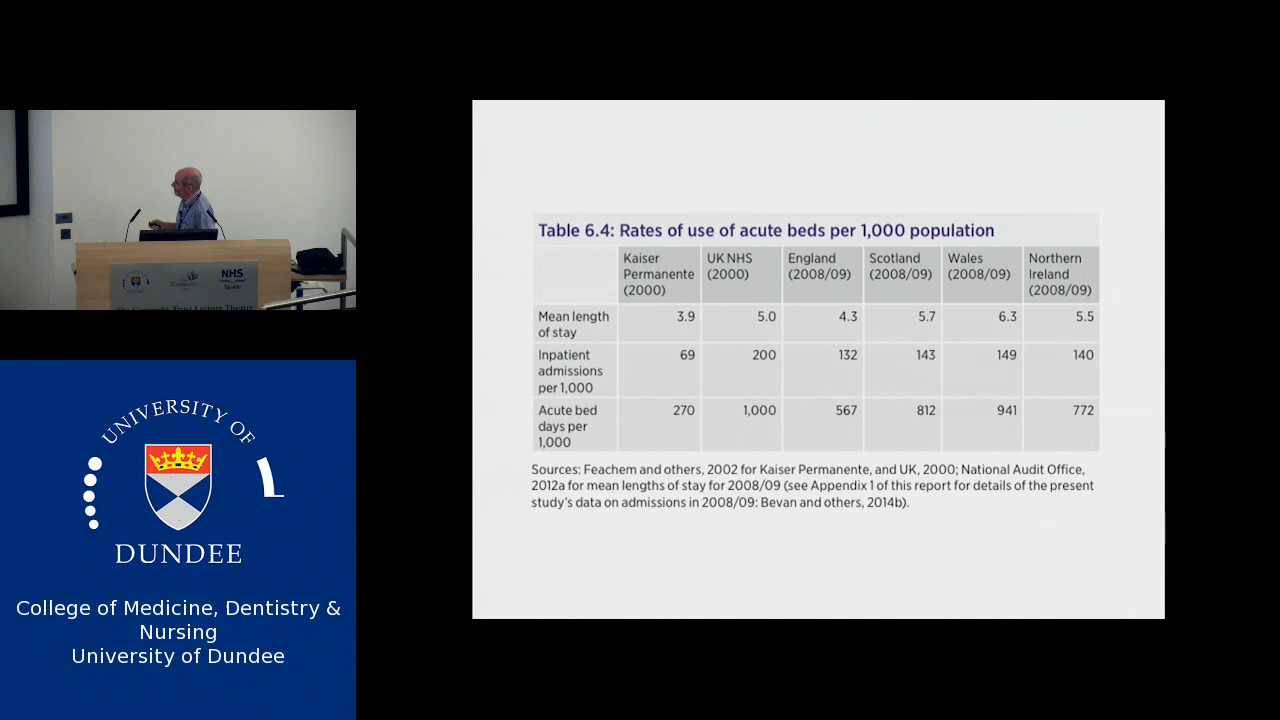 NHS
Tayside
Table 6.4: Rates of use of acute beds per 1,000 population
Kaiser Permanente (2000) UK NHS (2000) England (2008/09) Scotland (2008/09) Wales (2008/09) Northern Ireland (2008/09)
Mean length of stay 3.9 5.0 4.3 5.7 6.3 5.5
Inpatient admissions per 1,000 69 200 132 143 149 140
Acute bed days per 1,000 270 1,000 567 812 941 772
Sources: Feachem and others, 2002 for Kaiser Permanente, and UK, 2000; National Audit Office,
2012a for mean lengths of stay for 2008/09 (see Appendix 1 of this report for details of the present
study's data on admissions in 2008/09: Bevan and others, 2014b).
UNIVERSITY OF
DUNDEE
College of Medicine, Dentistry &
Nursing
University of Dundee